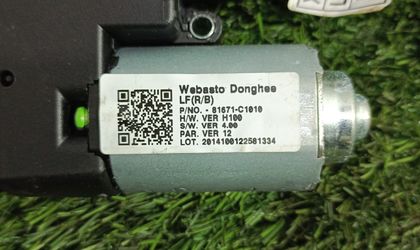 Webasto Donghee
LF(R/B)
P/NO. - 81671-C1010
H/W. VER H100
S/W. VER 4.00
PAR. VER 12
LOT. 2014100122581334